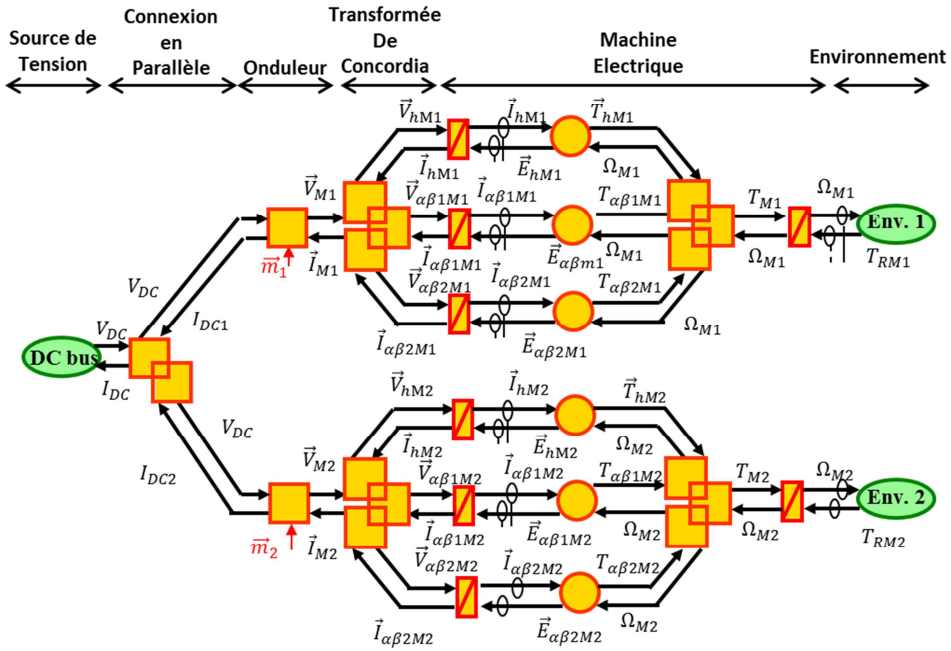 Source de
Tension
Connexion
en
Parallèle
Onduleur
Transformée
De
Concordia
Machine
Electrique
Environnement
V⃗hM1
I⃗hM1
T⃗hM1
I⃗hM1
E⃗hM1
ΩM1
V⃗M1
V⃗αβ1M1
I⃗αβ1M1
Tαβ1M1
TM1
ΩM1
Env. 1
m⃗1
I⃗M1
I⃗αβ1M1
E⃗αβm1
ΩM1
ΩM1
TRM1
V⃗αβ2M1
I⃗αβ2M1
Tαβ2M1
VDC
IDC1
I⃗αβ2M1
E⃗αβ2M1
ΩM1
VDC
DC bus
IDC
V⃗hM2
I⃗hM2
T⃗hM2
VDC
I⃗hM2
E⃗hM2
ΩM2
IDC2
V⃗M2
V⃗αβ1M2
I⃗αβ1M2
Tαβ1M2
TM2
ΩM2
Env. 2
m⃗2
I⃗M2
I⃗αβ1M2
E⃗αβ1M2
ΩM2
ΩM2
TRM2
V⃗αβ2M2
I⃗αβ2M2
Tαβ2M2
I⃗αβ2M2
E⃗αβ2M2
ΩM2